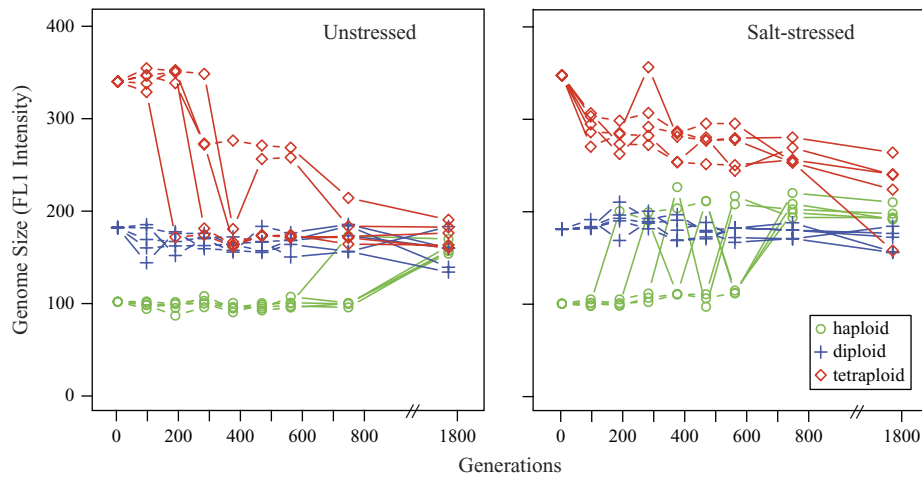 Unstressed
Salt-stressed
Genome Size (FL1 Intensity)
400
300
200
100
0
haploid
diploid
tetraploid
0 200 400 600 800 1800
0 200 400 600 800 1800
Generations